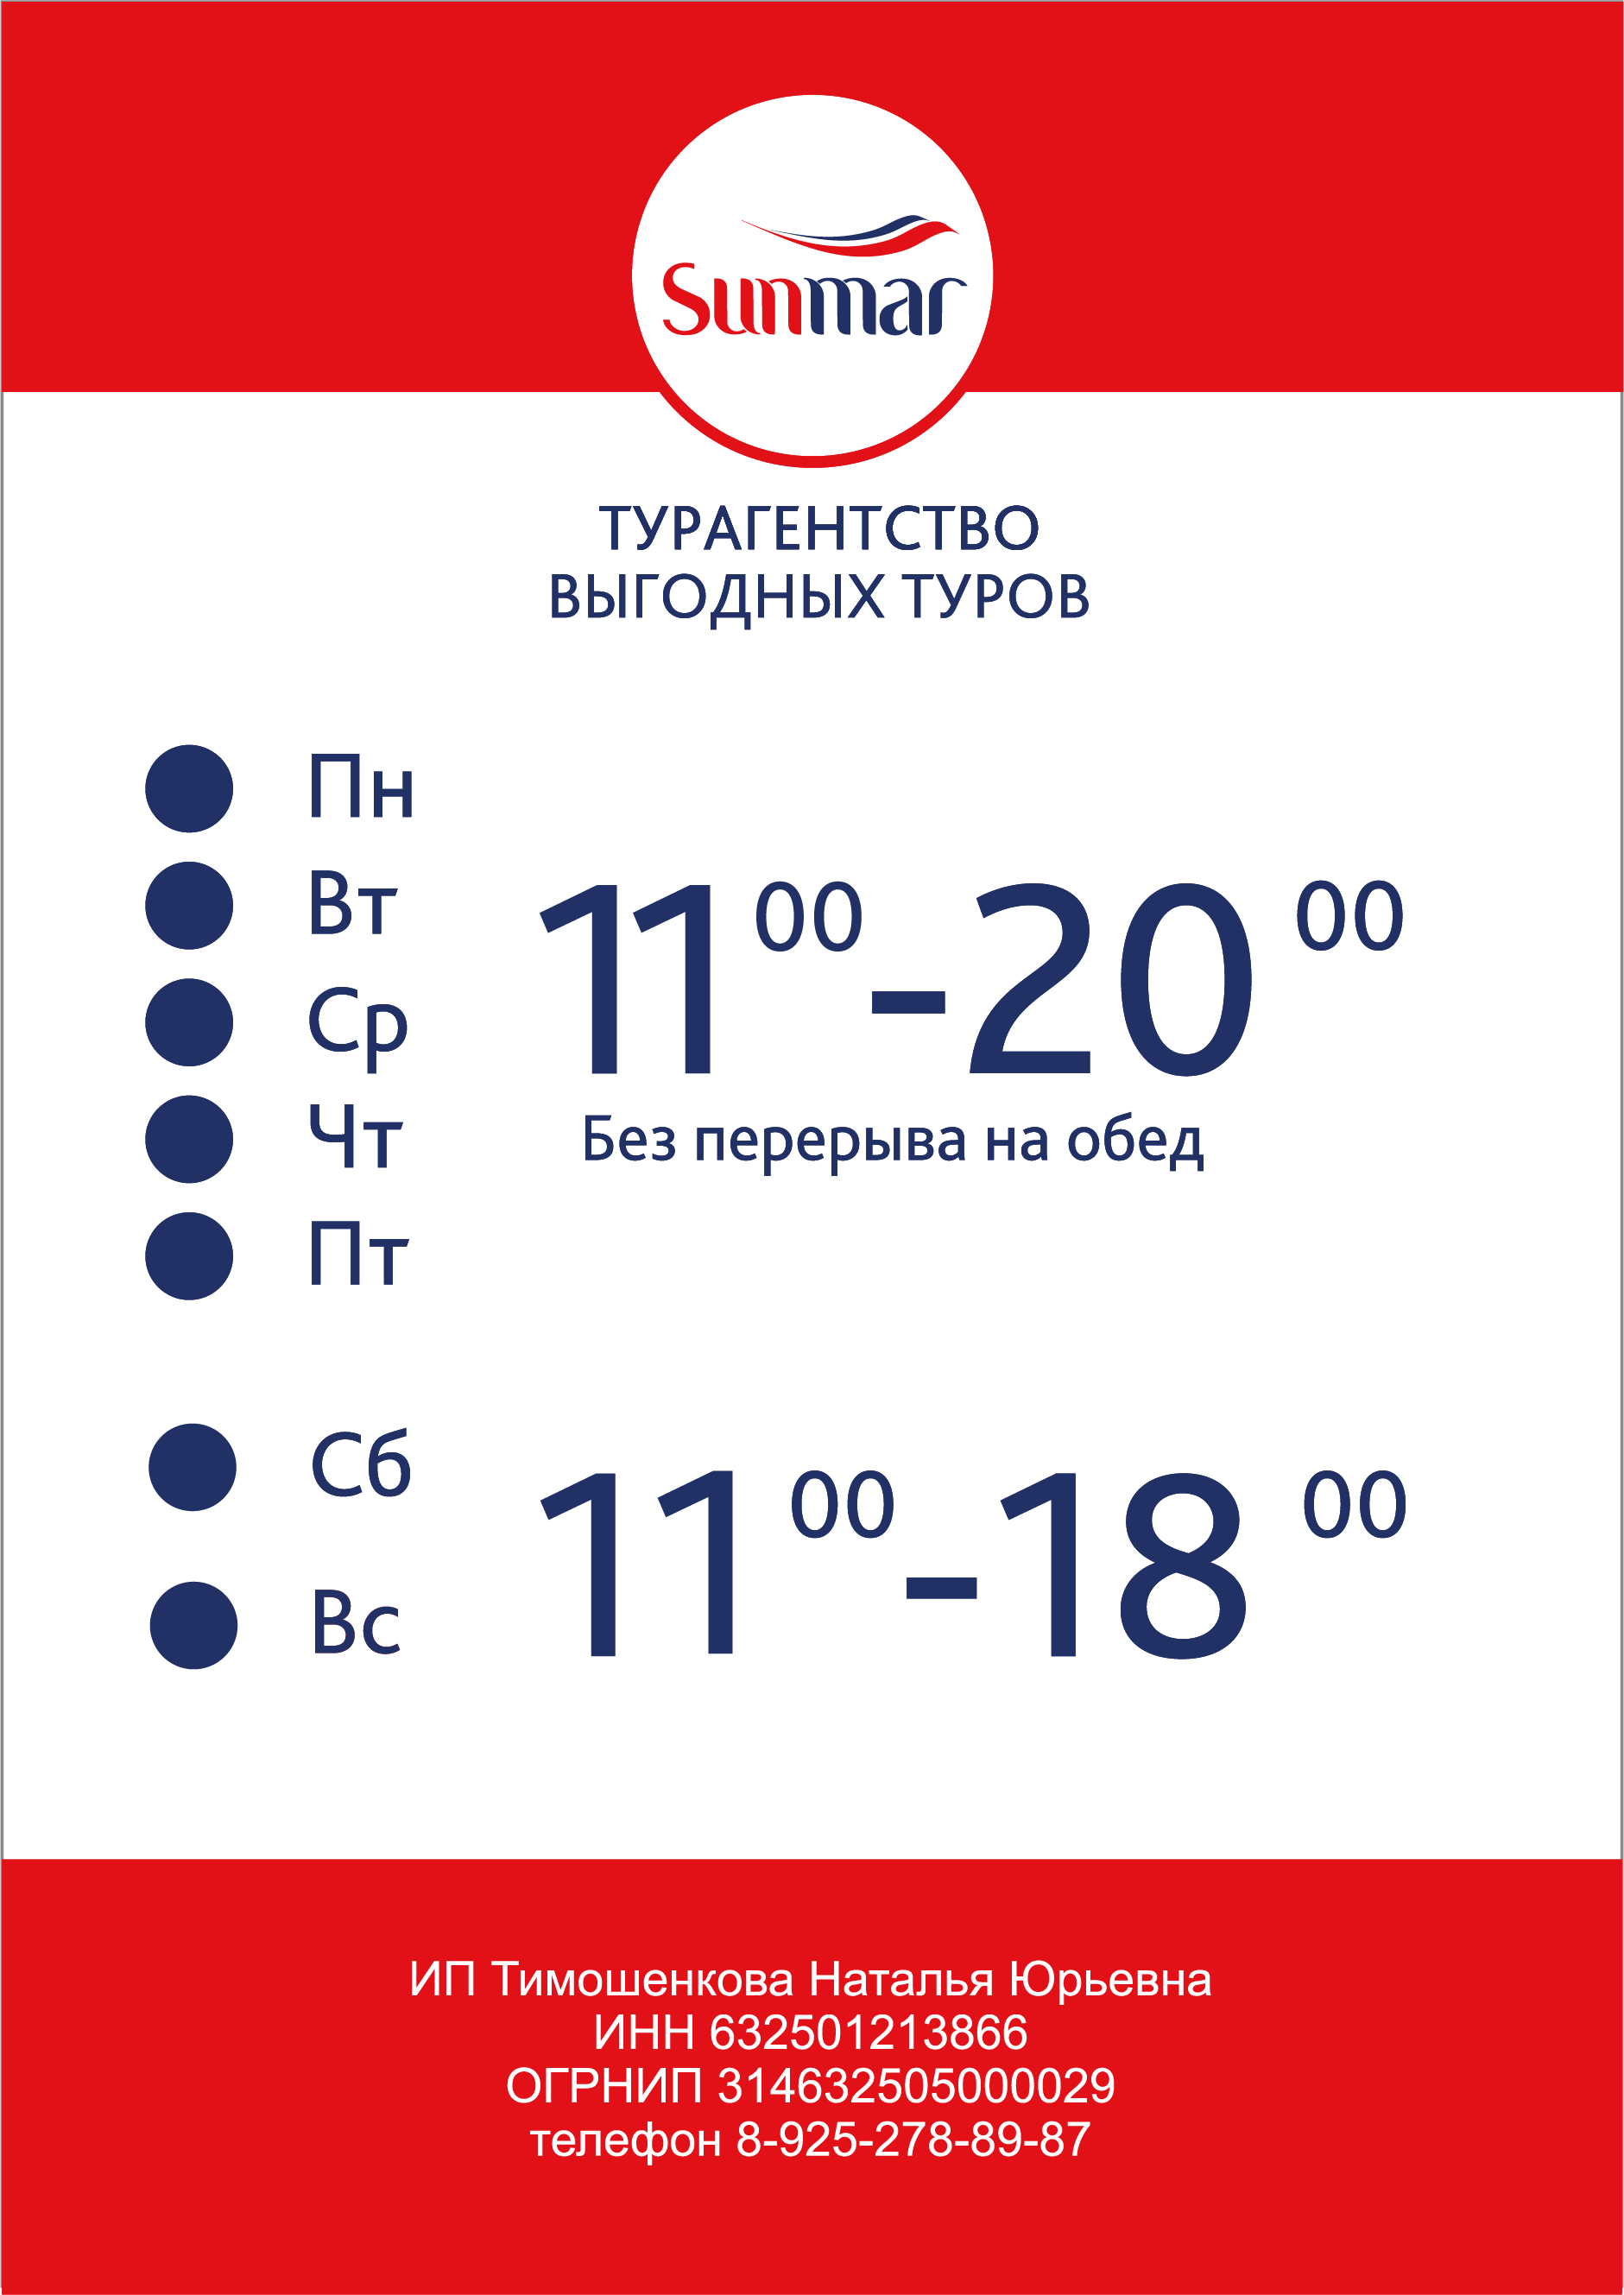 Sunmar
ТУРАГЕНТСТВО
ВЫГОДНЫХ ТУРОВ
Пн
Вт
Ср
Чт
Пт
11 00 - 20 00
Без перерыва на обед
Сб
Вс
11 00 - 18 00
ИП Тимошенкова Наталья Юрьевна
ИНН 632501213866
ОГРНИП 314632505000029
телефон 8-925-278-89-87